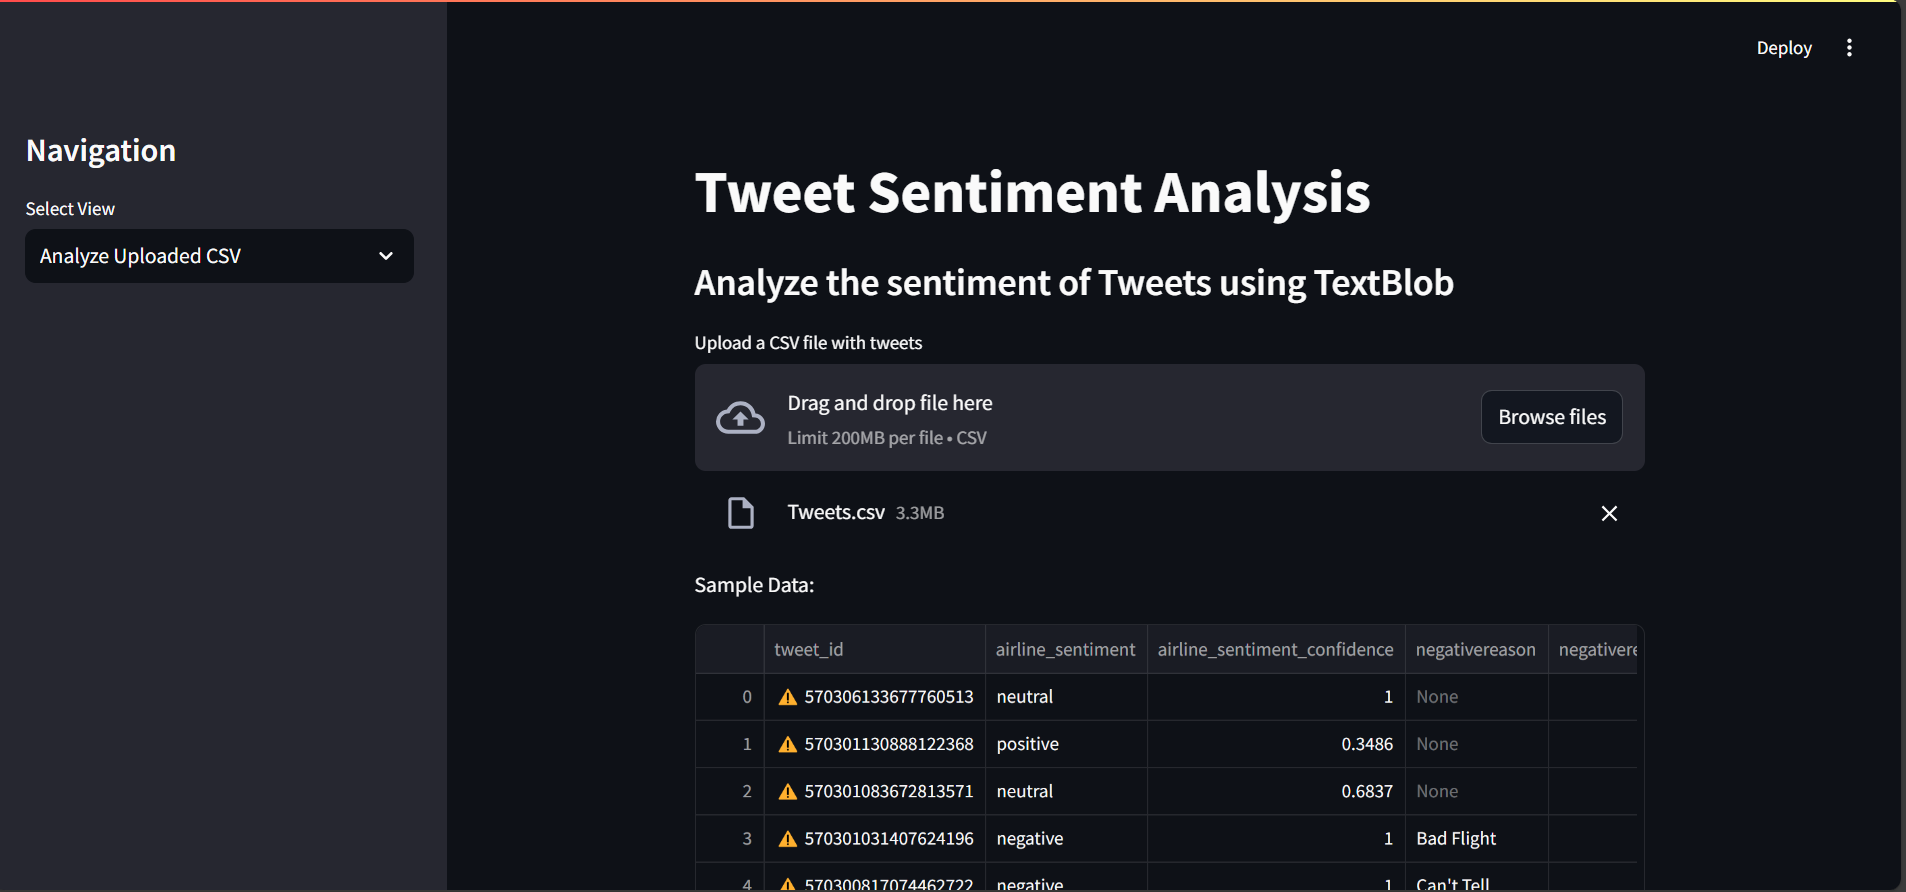 Deploy
Navigation
Select View
Analyze Uploaded CSV
Tweet Sentiment Analysis
Analyze the sentiment of Tweets using TextBlob
Upload a CSV file with tweets
Drag and drop file here
Limit 200MB per file • CSV
Browse files
Tweets.csv 3.3MB
Sample Data:
tweet_id airline_sentiment airline_sentiment_confidence negativereason negativere
0 570306133677760513 neutral 1 None
1 570301130888122368 positive 0.3486 None
2 570301083672813571 neutral 0.6837 None
3 570301031407624196 negative 1 Bad Flight
4 570300817074462722 negative 1 Can't Tell